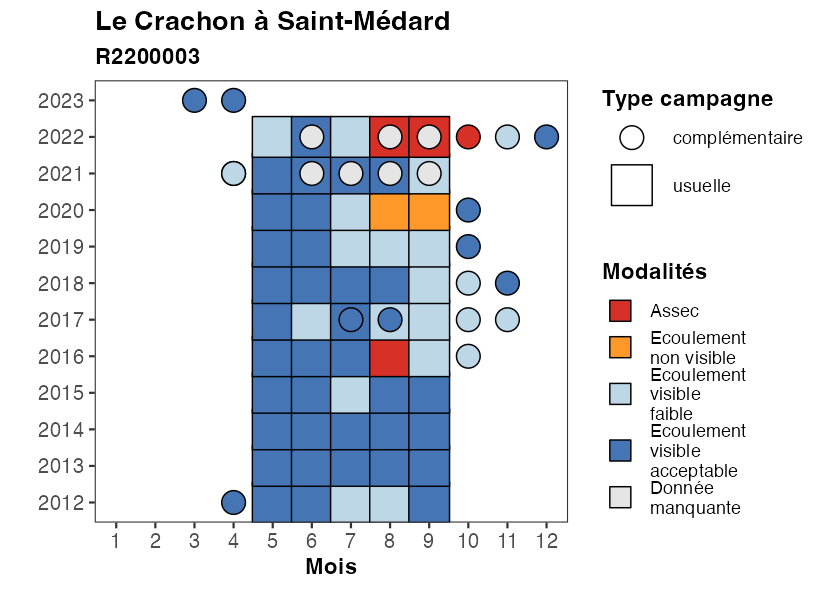 Le Crachon à Saint-Médard
R2200003
2023
2022
2021
2020
2019
2018
2017
2016
2015
2014
2013
2012
1 2 3 4 5 6 7 8 9 10 11 12
Mois
Type campagne
complémentaire
usuelle
Modalités
Assec
Ecoulement
non visible
Ecoulement
visible
faible
Ecoulement
visible
acceptable
Donnée
manquante